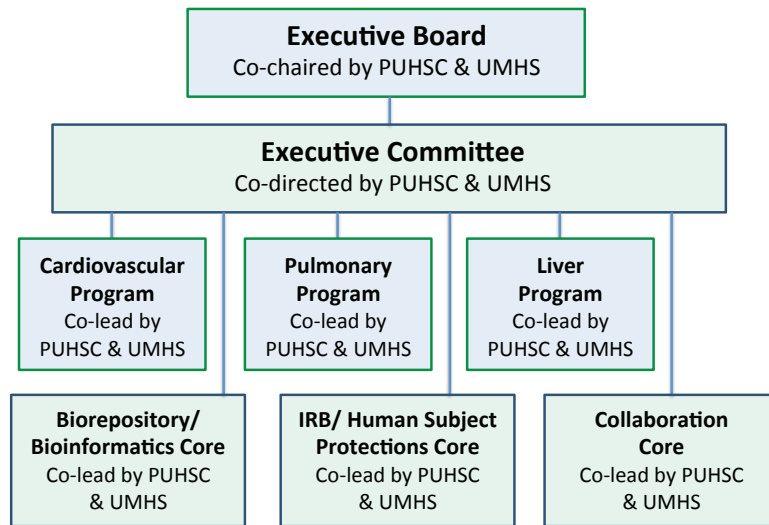 Executive Board
Co-chaired by PUHSC & UMHS
Executive Committee
Co-directed by PUHSC & UMHS
Cardiovascular
Program
Co-lead by
PUHSC & UMHS
Pulmonary
Program
Co-lead by
PUHSC & UMHS
Liver
Program
Co-lead by
PUHSC & UMHS
Biorepository/
Bioinformatics Core
Co-lead by PUHSC
& UMHS
IRB/ Human Subject
Protections Core
Co-lead by PUHSC
& UMHS
Collaboration
Core
Co-lead by PUHSC
& UMHS